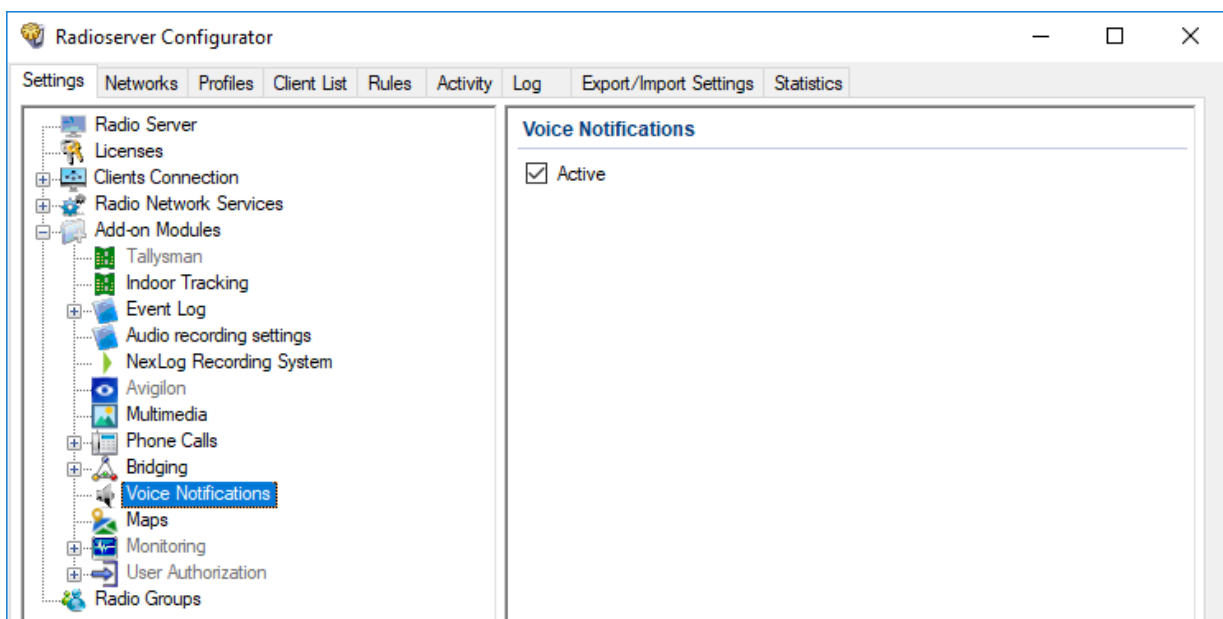 Radioserver Configurator
Settings Networks Profiles Client List Rules Activity Log Export/Import Settings Statistics
Radio Server
Licenses
Clients Connection
Radio Network Services
Add-on Modules
Tallysman
Indoor Tracking
Event Log
Audio recording settings
NexLog Recording System
Avigilon
Multimedia
Phone Calls
Bridging
Voice Notifications
Maps
Monitoring
User Authorization
Radio Groups
Voice Notifications
Active